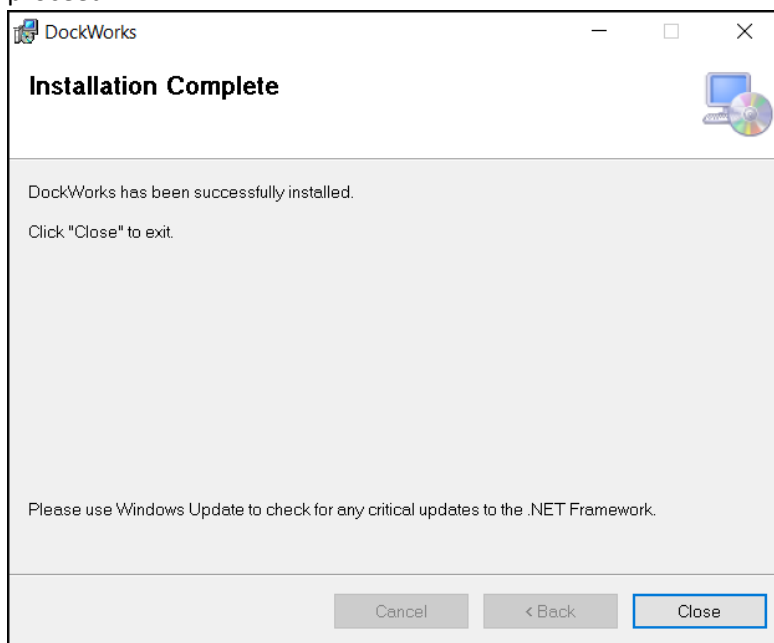 DockWorks
Installation Complete
DockWorks has been successfully installed.
Click "Close" to exit.
Please use Windows Update to check for any critical updates to the .NET Framework.
Cancel
< Back
Close